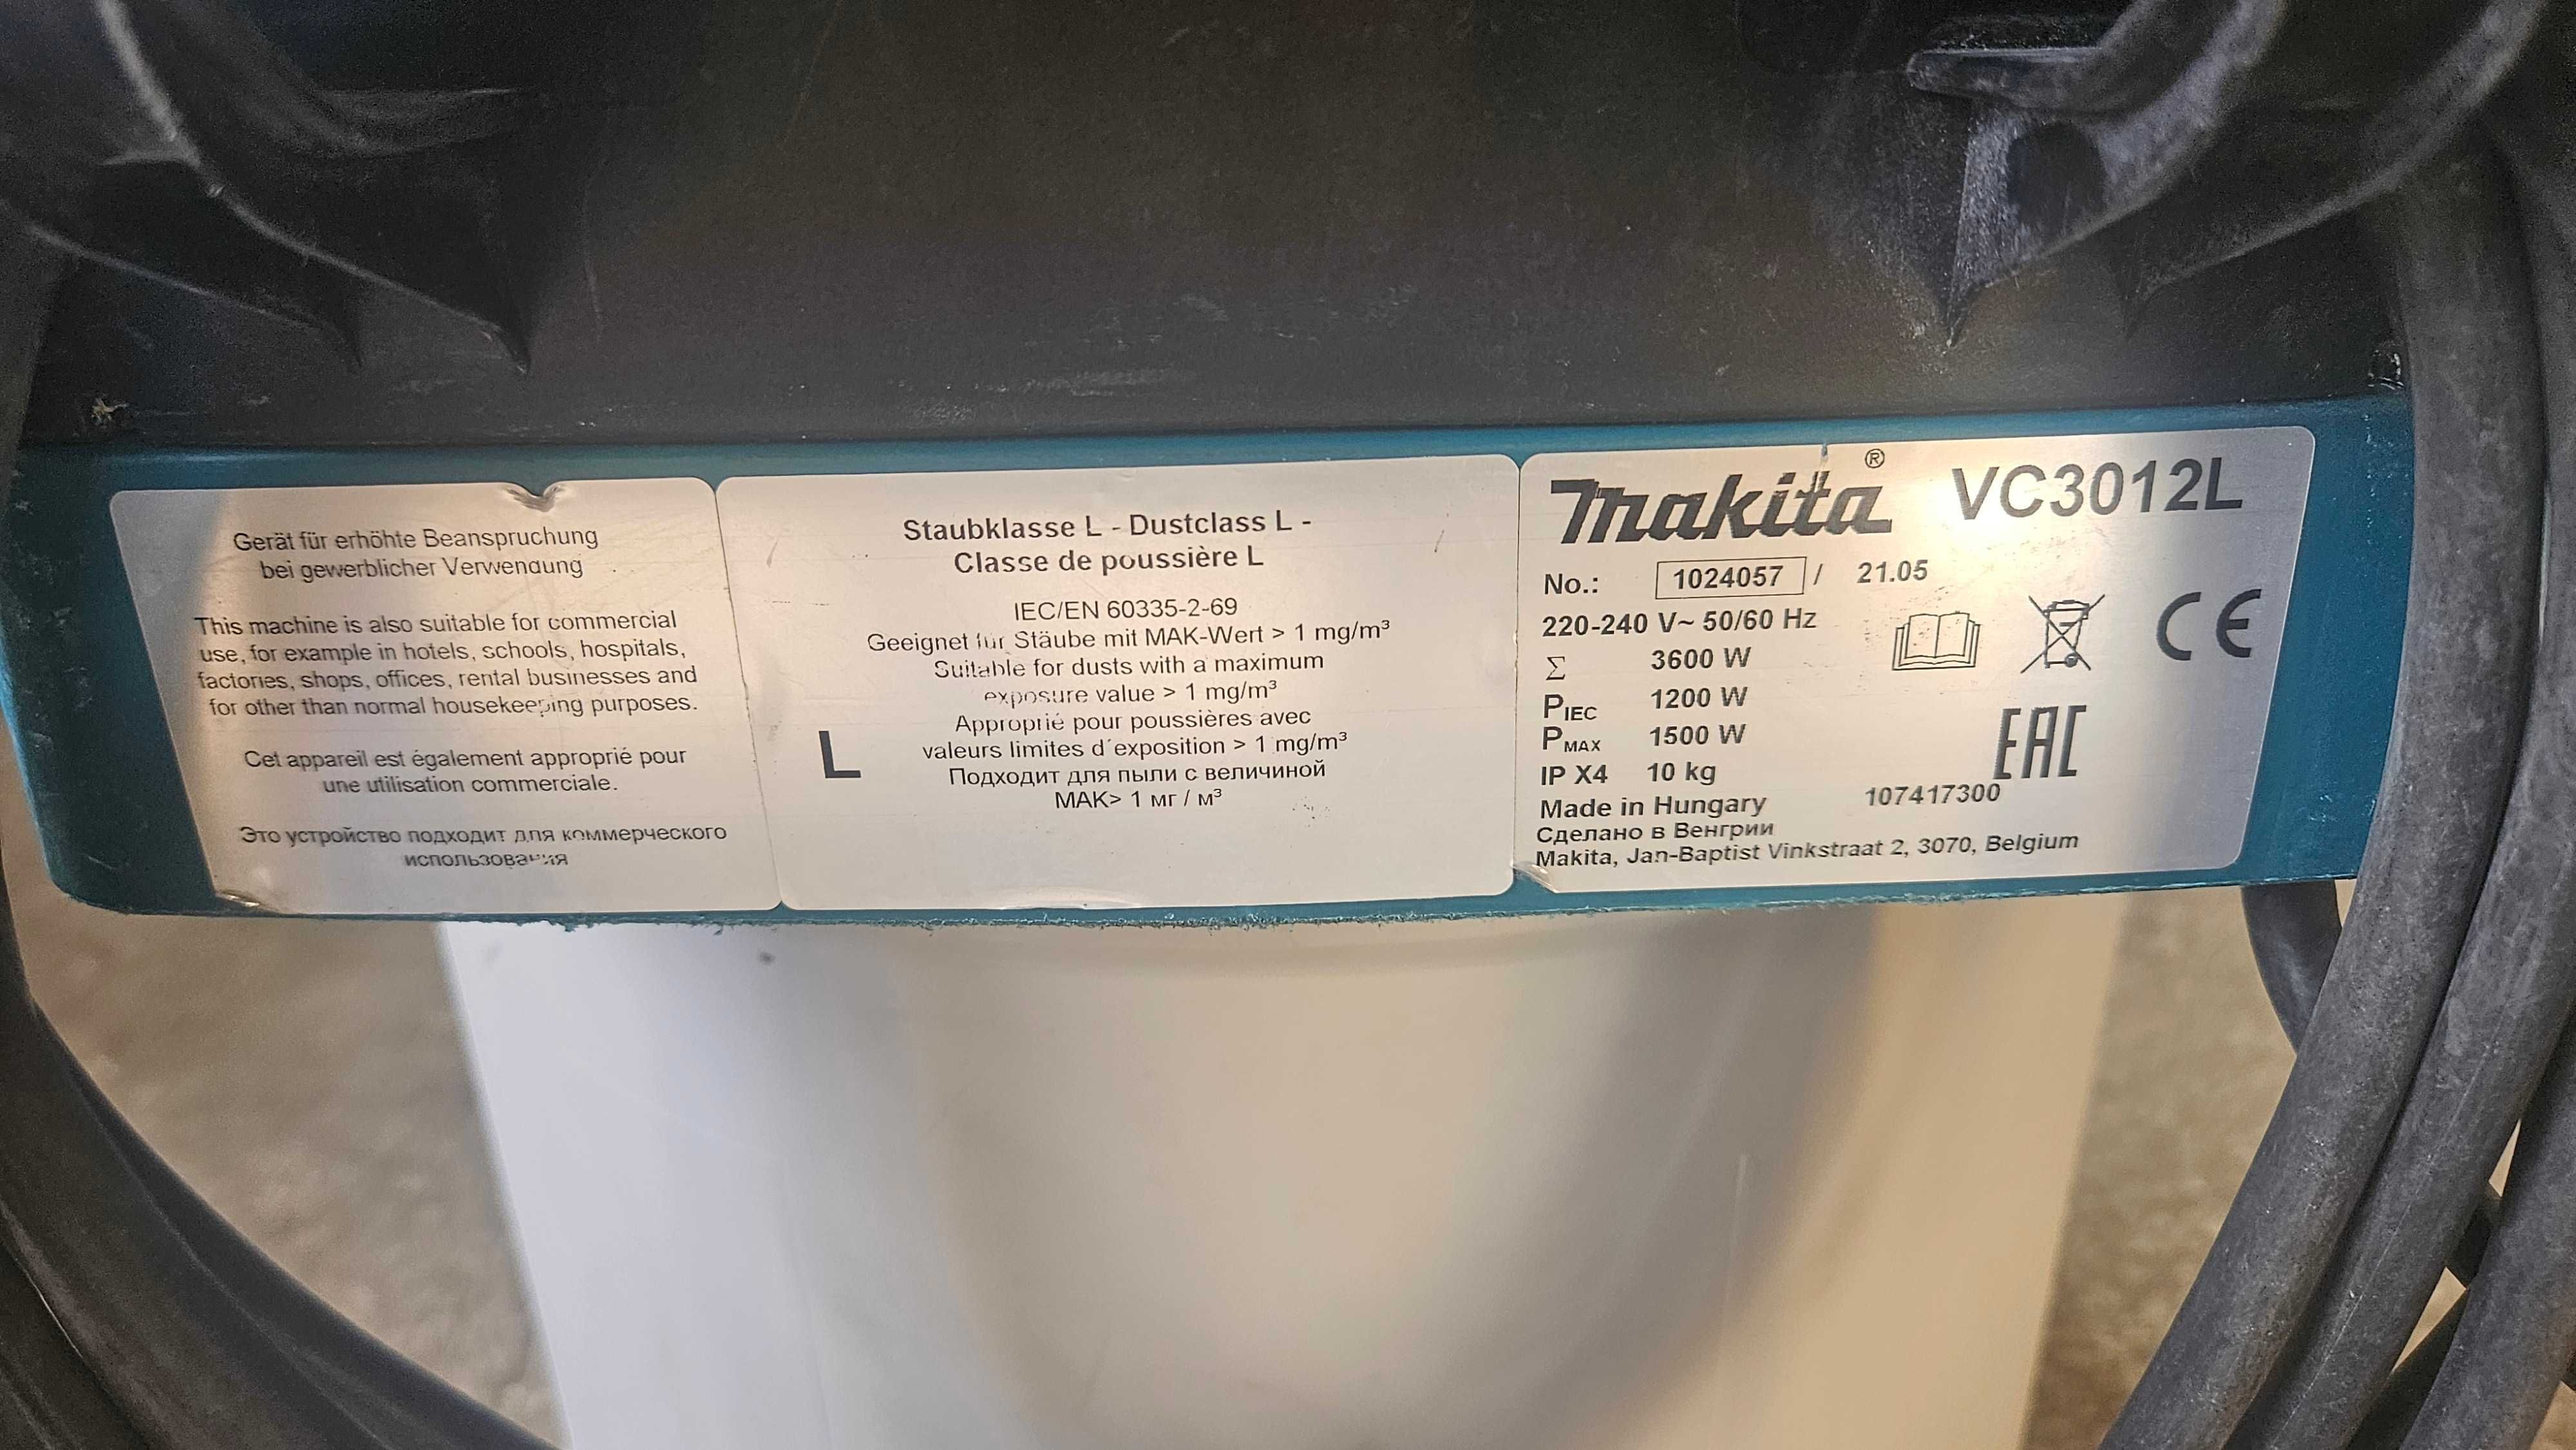 Gerät für erhöhte Beanspruchung
bei gewerblicher Verwendung
This machine is also suitable for commercial
use, for example in hotels, schools, hospitals,
factories, shops, offices, rental businesses and
for other than normal housekeeping purposes.
Cet appareil est également approprié pour
une utilisation commerciale.
Это устройство подходит для коммерческого
использования
Staubklasse L - Dustclass L -
Classe de poussière L
IEC/EN 60335-2-69
Geeignet für Stäube mit MAK-Wert > 1 mg/m³
Suitable for dusts with a maximum
exposure value > 1 mg/m³
Approprié pour poussières avec
valeurs limites d´exposition > 1 mg/m³
L
Подходит для пыли с величиной
МАК> 1 мг / м³
makita® VC3012L
No.: 1024057 / 21.05
220-240 V~ 50/60 Hz
Σ 3600 W
PIEC 1200 W
PMAX 1500 W
IP X4 10 kg
CE
EAC
Made in Hungary 107417300
Сделано в Венгрии
Makita, Jan-Baptist Vinkstraat 2, 3070, Belgium